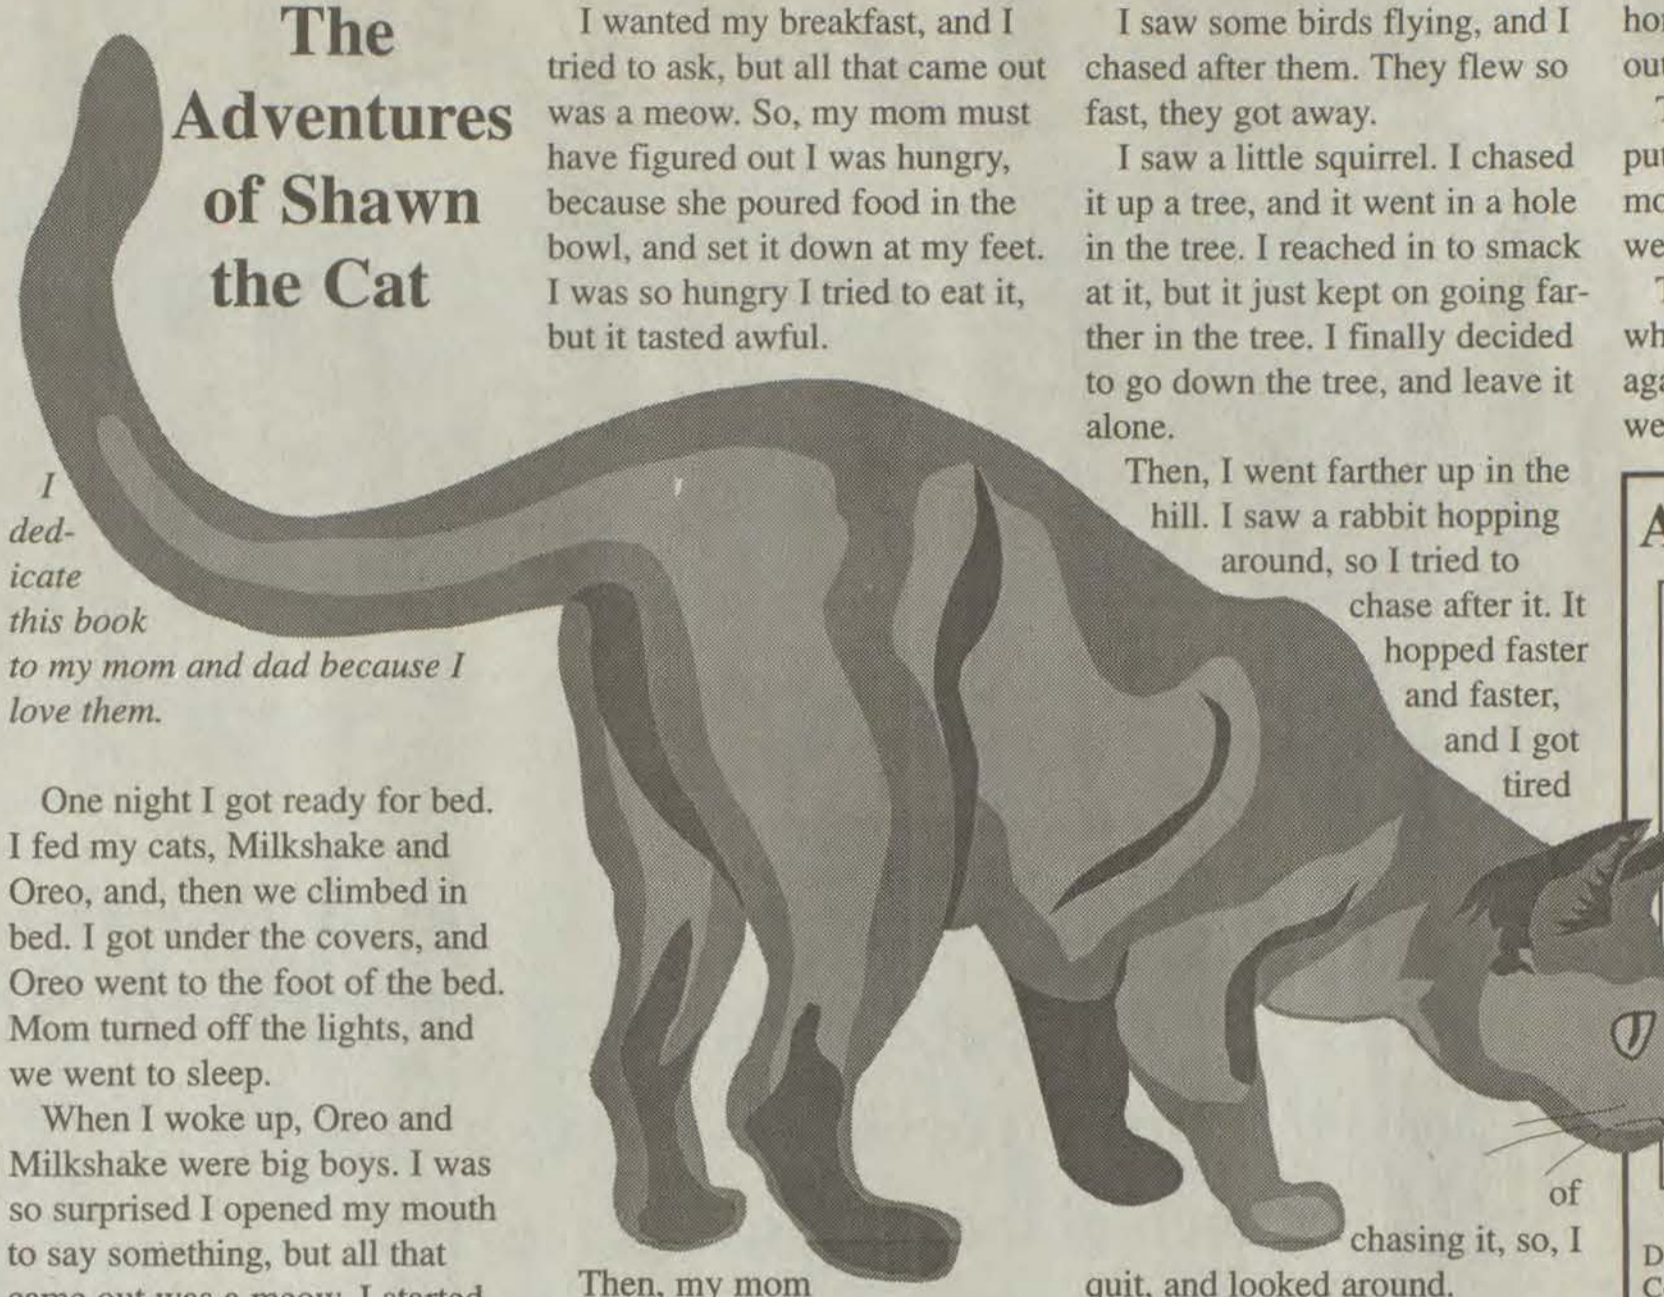 The
Adventures
of Shawn
the Cat
I
ded-
icate
this book
to my mom and dad because I
love them.
One night I got ready for bed.
I fed my cats, Milkshake and
Oreo, and, then we climbed in
bed. I got under the covers, and
Oreo went to the foot of the bed.
Mom turned off the lights, and
we went to sleep.
When I woke up, Oreo and
Milkshake were big boys. I was
so surprised I opened my mouth
to say something, but all that
came out was a meow. I started
I wanted my breakfast, and I
tried to ask, but all that came out
was a meow. So, my mom must
have figured out I was hungry,
because she poured food in the
bowl, and set it down at my feet.
I was so hungry I tried to eat it,
but it tasted awful.
Then, my mom
I saw some birds flying, and I
chased after them. They flew so
fast, they got away.
I saw a little squirrel. I chased
it up a tree, and it went in a hole
in the tree. I reached in to smack
at it, but it just kept on going far-
ther in the tree. I finally decided
to go down the tree, and leave it
alone.
Then, I went farther up in the
hill. I saw a rabbit hopping
around, so I tried to
chase after it. It
hopped faster
and faster,
and I got
tired
of
chasing it, so, I
quit, and looked around.